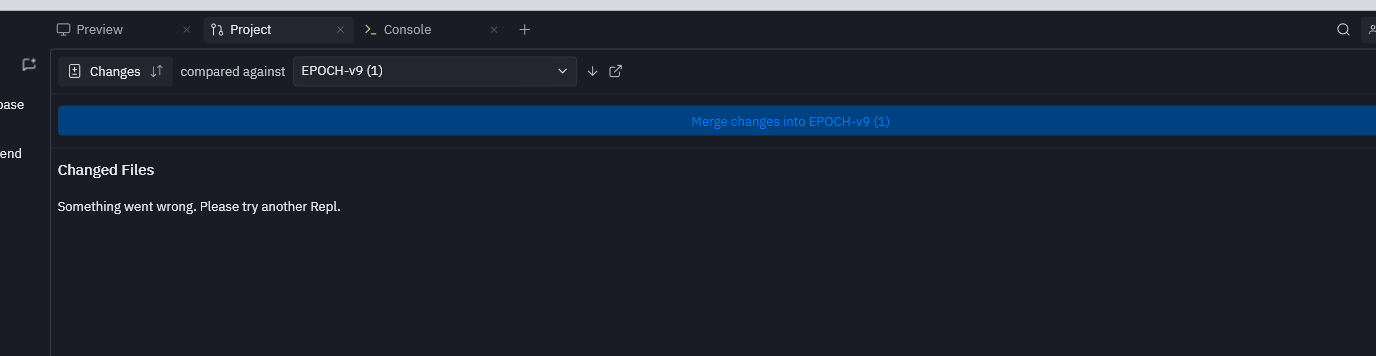 Preview
Project
Console
Changes compared against EPOCH-v9 (1)
base
Merge changes into EPOCH-v9 (1)
end
Changed Files
Something went wrong. Please try another Repl.